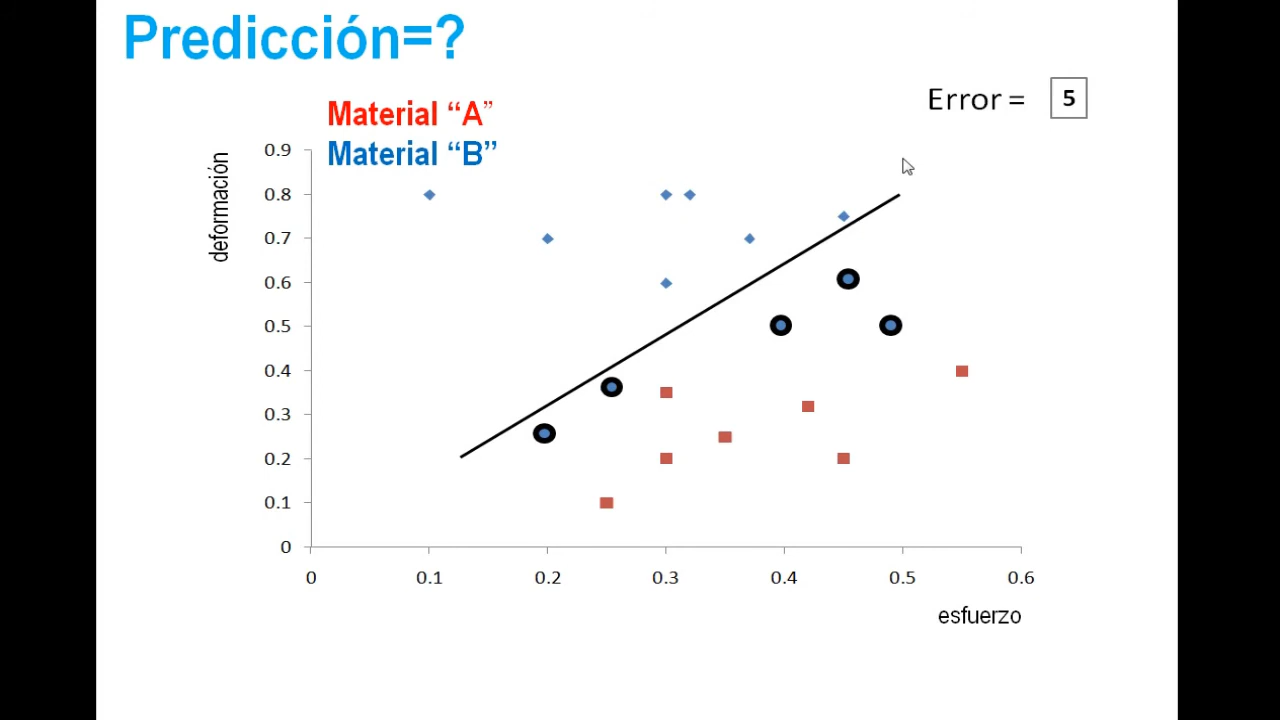 Predicción=?
Error = 5
Material “A”
Material “B”
deformación
0.9
0.8
0.7
0.6
0.5
0.4
0.3
0.2
0.1
0
0 0.1 0.2 0.3 0.4 0.5 0.6
esfuerzo